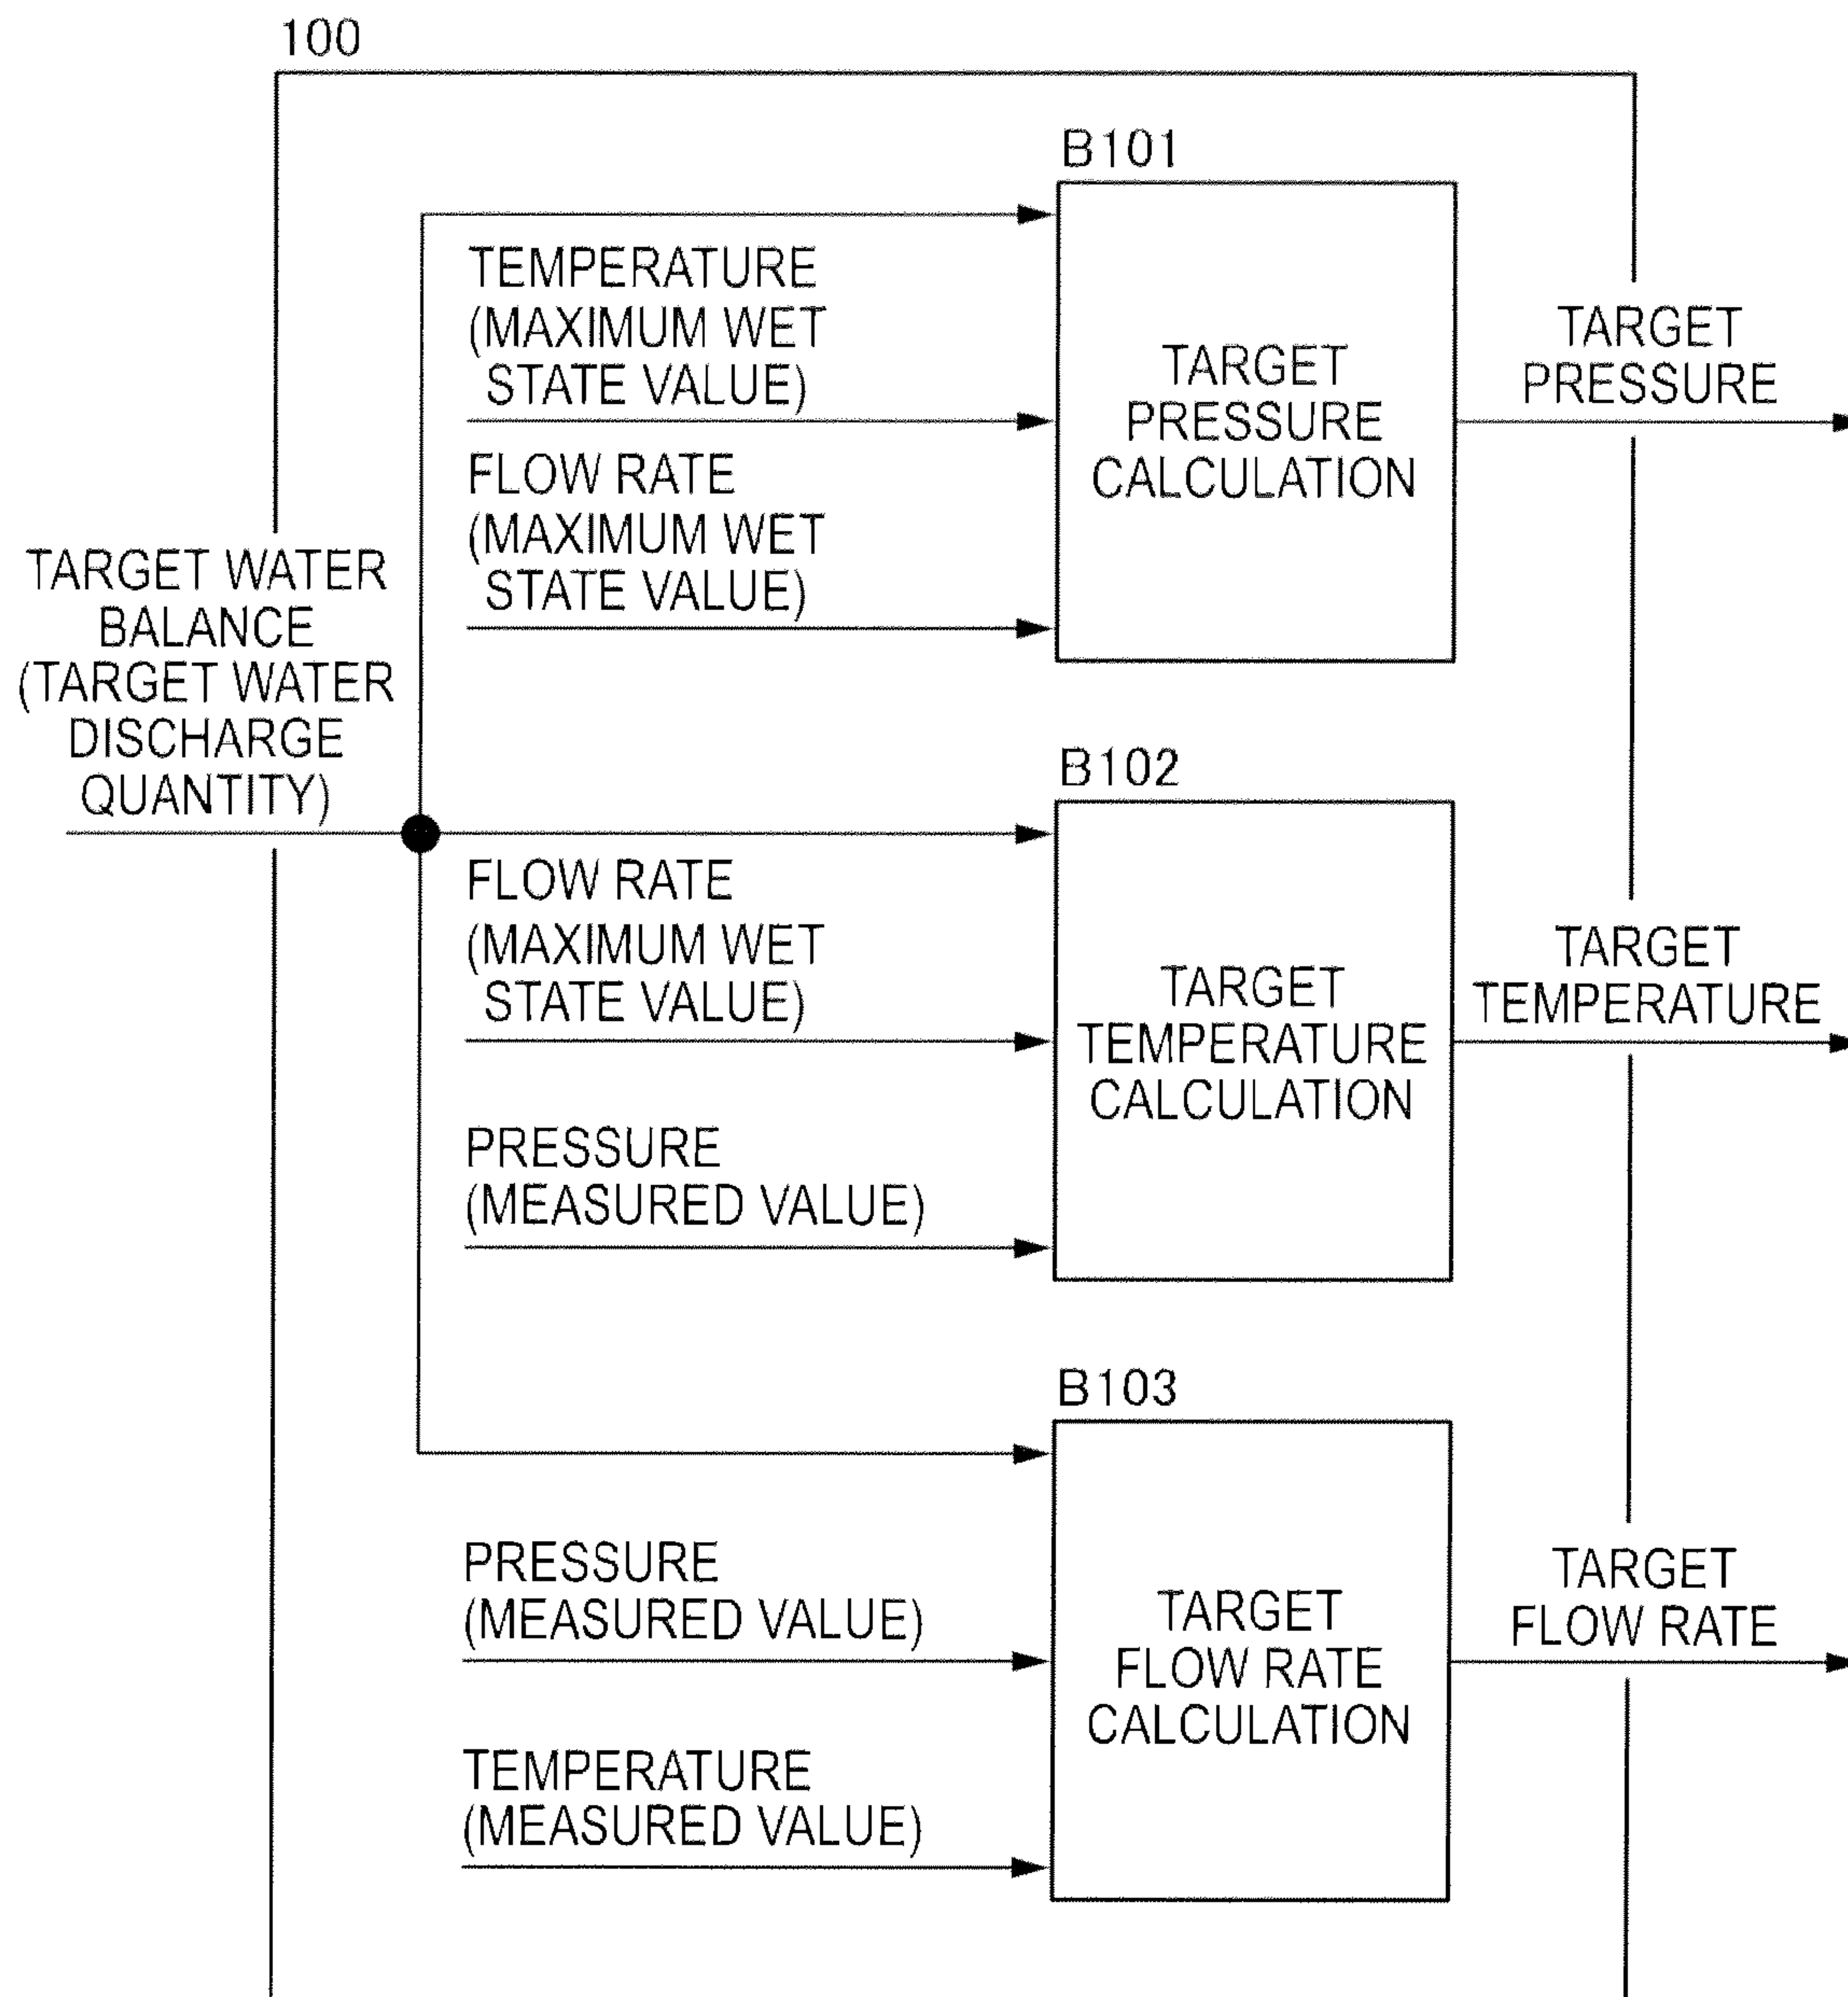 100
B101
TEMPERATURE
(MAXIMUM WET
STATE VALUE)
FLOW RATE
(MAXIMUM WET
STATE VALUE)
TARGET
PRESSURE
CALCULATION
TARGET
PRESSURE
TARGET WATER
BALANCE
(TARGET WATER
DISCHARGE
QUANTITY)
B102
FLOW RATE
(MAXIMUM WET
STATE VALUE)
PRESSURE
(MEASURED VALUE)
TARGET
TEMPERATURE
CALCULATION
TARGET
TEMPERATURE
B103
PRESSURE
(MEASURED VALUE)
TEMPERATURE
(MEASURED VALUE)
TARGET
FLOW RATE
CALCULATION
TARGET
FLOW RATE